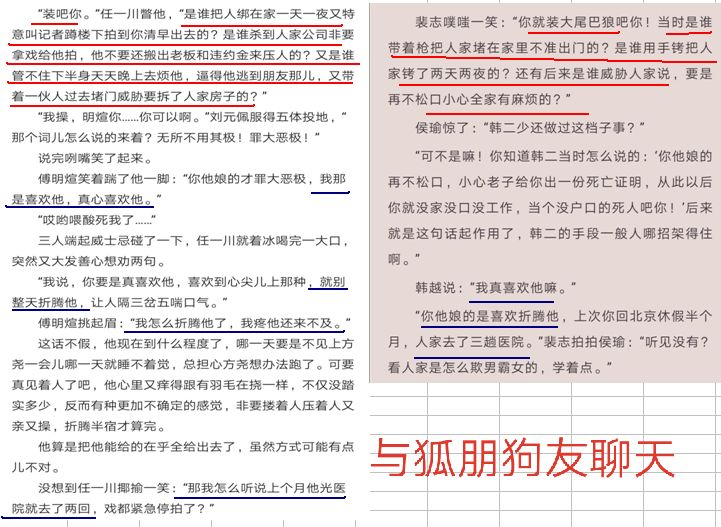 “装吧你。”任一川瞥他，“是谁把人绑在家一天一夜又特
意叫记者蹲楼下拍到你清早出去的？是谁杀到人家公司非要
拿戏给他拍，他不要还搬出老板和违约金来压人的？又是谁
管不住下半身天天晚上去烦他，逼得他逃到朋友那儿，又带
着一伙人过去堵门威胁要拆了人家房子的？”
“我操，明煊你……你可以啊。”刘元佩服得五体投地，“
那个词儿怎么说的来着？无所不用其极！罪大恶极！”
说完咧嘴笑了起来。
傅明煊笑着踹了他一脚：“你他娘的才罪大恶极，我那
是喜欢他，真心喜欢他。”
“哎哟喂酸死我了……”
三人端起威士忌碰了一下，任一川就着冰喝完一大口，
突然又大发善心想劝两句。
“我说，你要是真喜欢他，喜欢到心尖儿上那种，就别
整天折腾他，让人隔三岔五喘口气。”
傅明煊挑起眉：“我怎么折腾他了，我疼他还来不及。”
这话不假，他现在到什么程度了，哪一天要是不见上方
尧一会儿哪一天就睡不着觉，总担心方尧想办法跑了。可要
真见着人了吧，他心里又痒得跟有羽毛在挠一样，不仅没踏
实多少，反而有种更加不确定的感觉，非要搂着人压着人又
亲又摸，折腾半宿才算完。
他算是把他能给的在乎全给出去了，虽然方式可能有点
儿不对。
没想到任一川揶揄一笑：“那我怎么听说上个月他光医
院就去了两回，戏都紧急停拍了？”
裴志噗嗤一笑：“你就装大尾巴狼吧你！当时是谁
带着枪把人家堵在家里不准出门的？是谁用手铐把人
家铐了两天两夜的？还有后来是谁威胁人家说，要是
再不松口小心全家有麻烦的？”
侯瑜惊了：“韩二少还做过这档子事？”
“可不是嘛！你知道韩二当时怎么说的：‘你他娘的
再不松口，小心老子给你出一份死亡证明，从此以后
你就没家没口没工作，当个没户口的死人吧你！’后来
就是这句话起作用了，韩二的手段一般人哪招架得住
啊。”
韩越说：“我真喜欢他嘛。”
“你他娘的是喜欢折腾他，上次你回北京休假半个
月，人家去了三趟医院。”裴志拍拍侯瑜：“听见没有？
看人家是怎么欺男霸女的，学着点。”
与狐朋狗友聊天